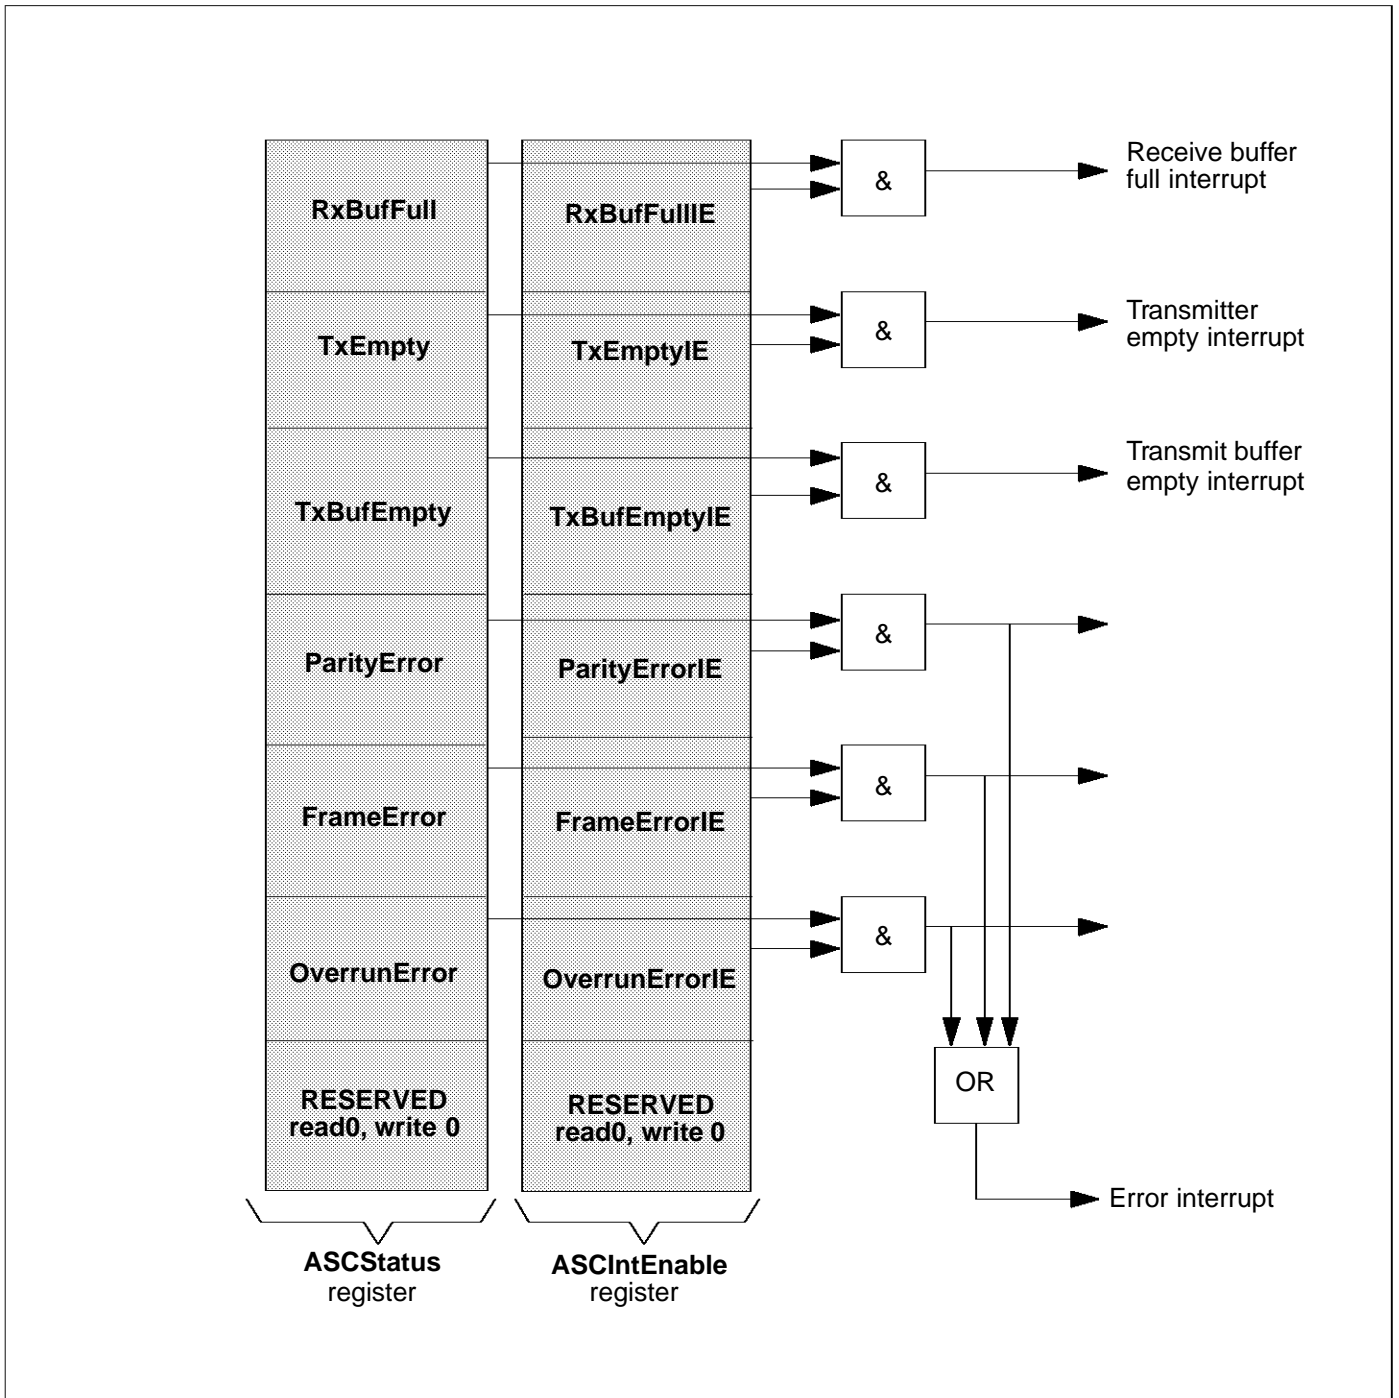 RxBufFull
RxBufFullIE
&
Receive buffer
full interrupt
TxEmpty
TxEmptyIE
&
Transmitter
empty interrupt
TxBufEmpty
TxBufEmptyIE
&
Transmit buffer
empty interrupt
ParityError
ParityErrorIE
&
FrameError
FrameErrorIE
&
OverrunError
OverrunErrorIE
&
RESERVED
read0, write 0
RESERVED
read0, write 0
OR
Error interrupt
ASCStatus
register
ASCIntEnable
register